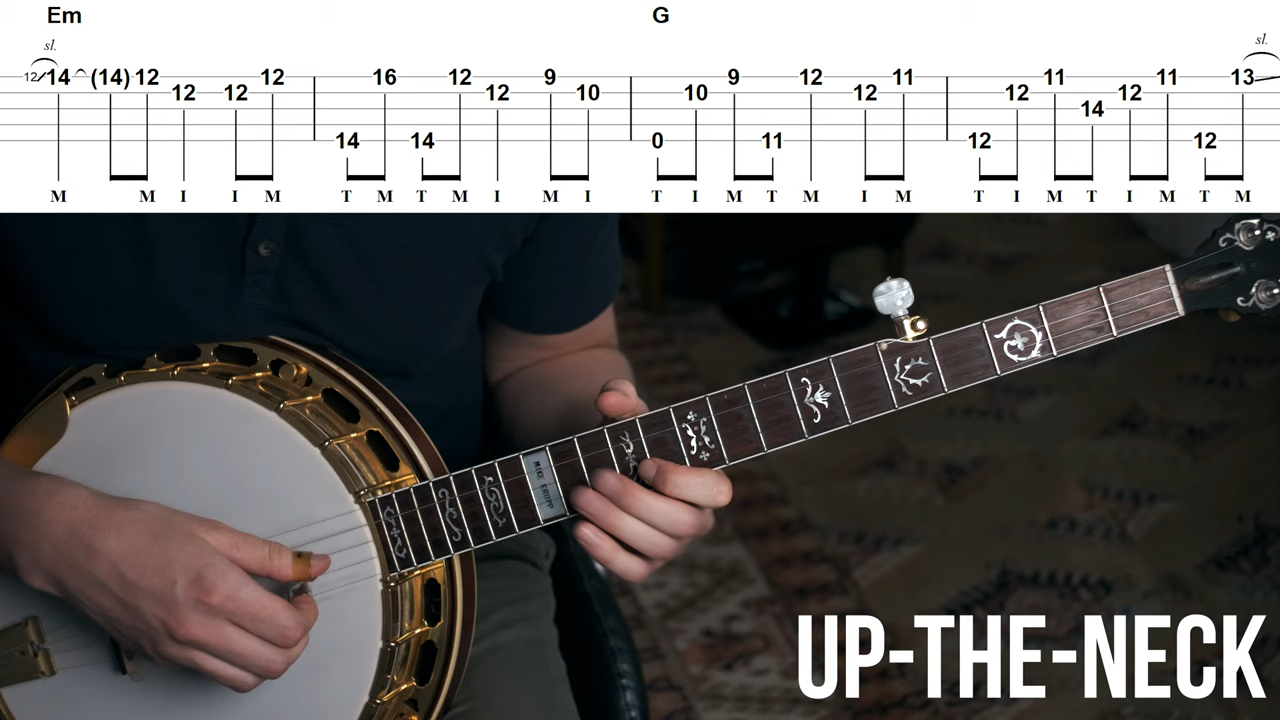 Em G
sl. sl.
12 14 (14) 12 12 12 12 14 16 14 12 12 9 10 0 10 9 11 12 12 11 12 12 11 14 12 11 12 13
M M I I M T M T M I M I T I M T M I M T I M T I M T M
MIKE KROPP
UP-THE-NECK